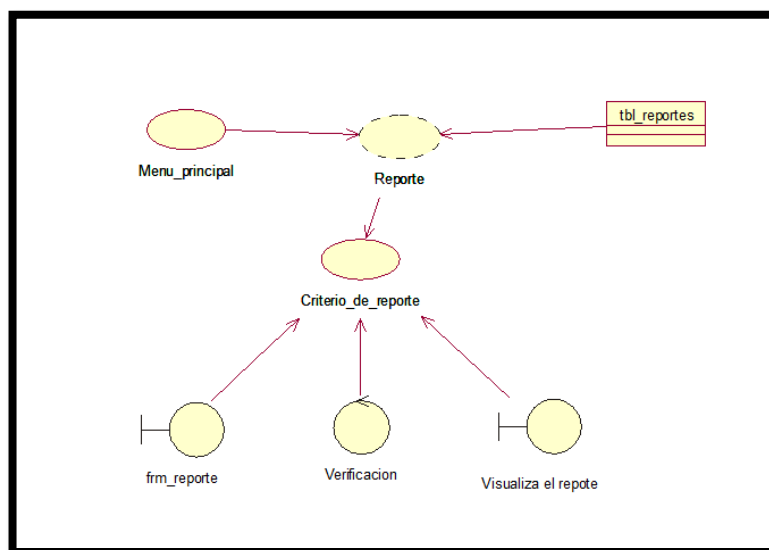 tbl_reportes
Menu_principal
Reporte
Criterio_de_reporte
frm_reporte
Verificacion
Visualiza el repote